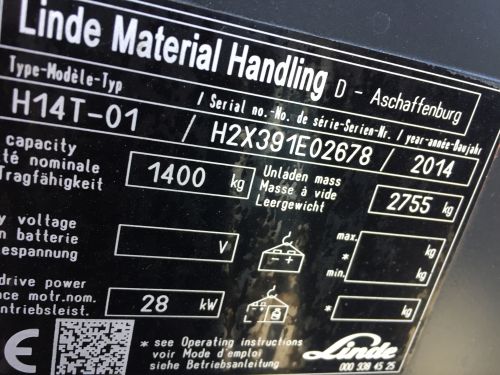 Linde Material Handling D - Aschaffenburg
Type-Modèle-Typ / Serial no.-No. de série-Serien-Nr. / year-année-Baujahr
H14T-01 / H2X391E02678 / 2014
capacity
té nominale
Tragfähigkeit
1400 kg
Unladen mass
Masse à vide
Leergewicht
2755 kg
y voltage
n batterie
espannung
V
- +
max.
*
min.
kg
kg
drive power
nce motr.nom.
ntriebsleist.
28 kW
* kg
CE
* see Operating instructions
voir Mode d'emploi
siehe Betriebsanleitung
Linde
000 938 45 25